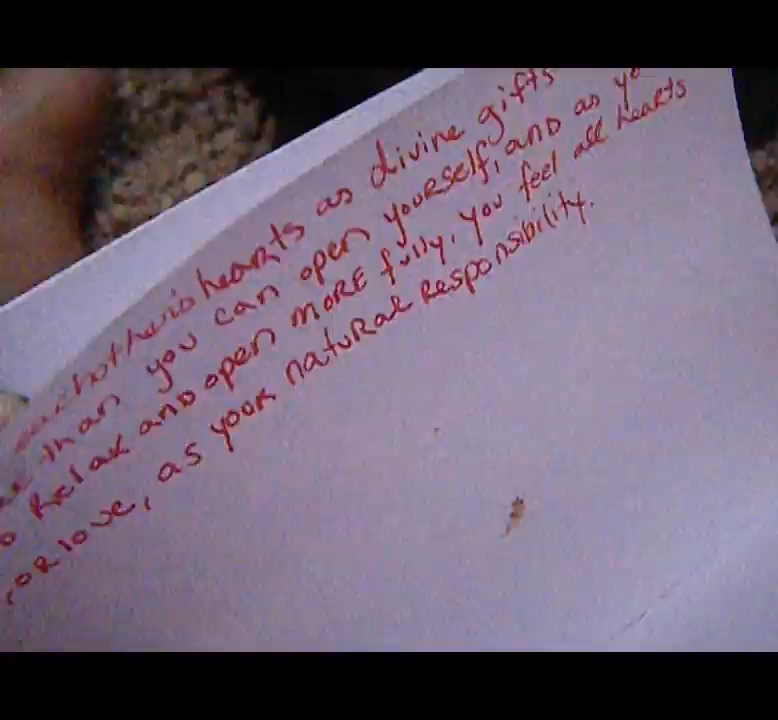 eachother's hearts as divine gifts
than you can open yourself, and as yo
Relax and open more fully, you feel all hearts
for love, as your natural responsibility.